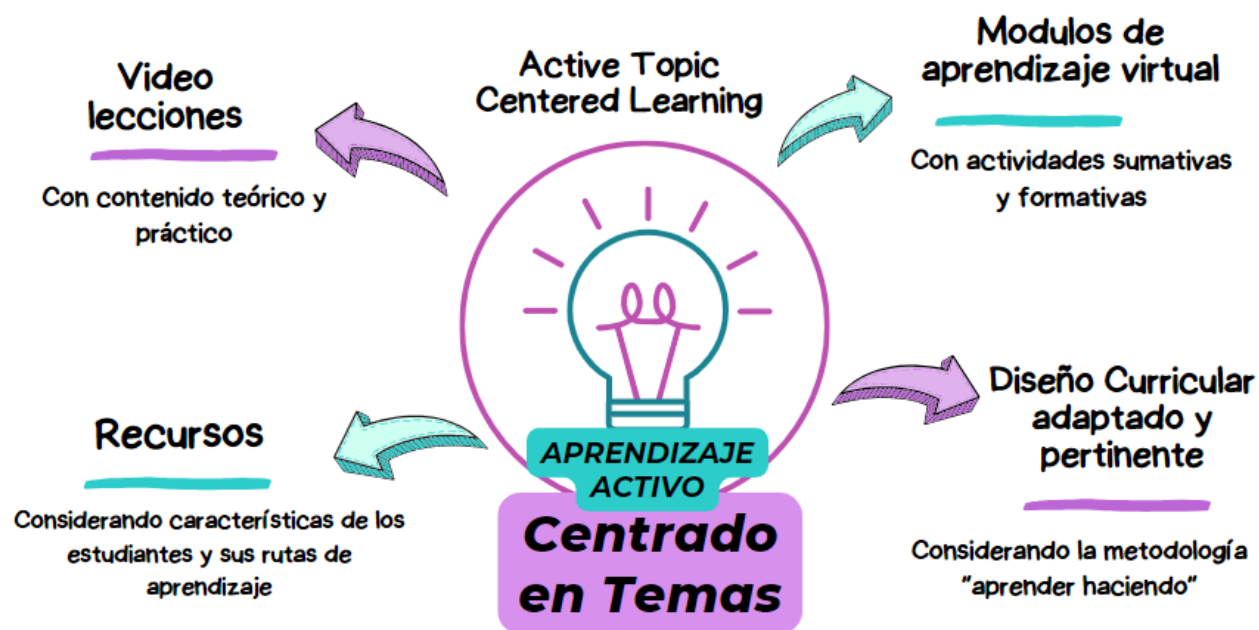 Active Topic
Centered Learning
Video
lecciones
Con contenido teórico y
práctico
Modulos de
aprendizaje virtual
Con actividades sumativas
y formativas
Recursos
Considerando características de los
estudiantes y sus rutas de
aprendizaje
Diseño Curricular
adaptado y
pertinente
Considerando la metodología
"aprender haciendo"
APRENDIZAJE
ACTIVO
Centrado
en Temas